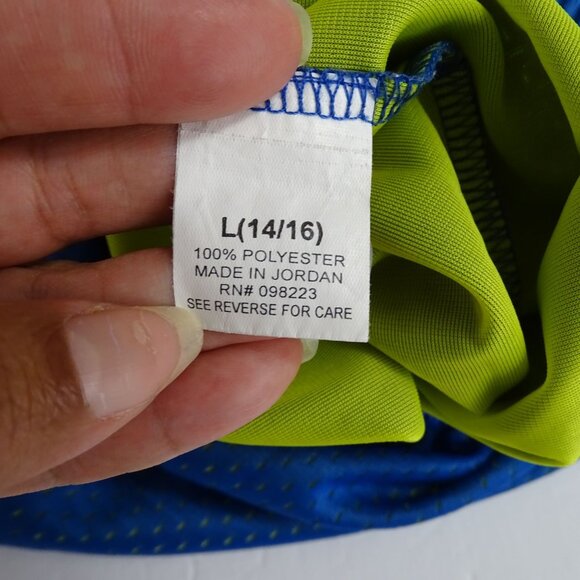 L(14/16)
100% POLYESTER
MADE IN JORDAN
RN# 098223
SEE REVERSE FOR CARE